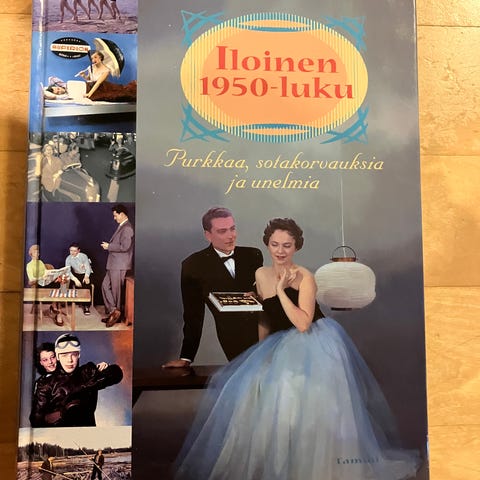 Iloinen
1950-luku
Purkkaa, sotakorvauksia
ja unelmia
Tammi